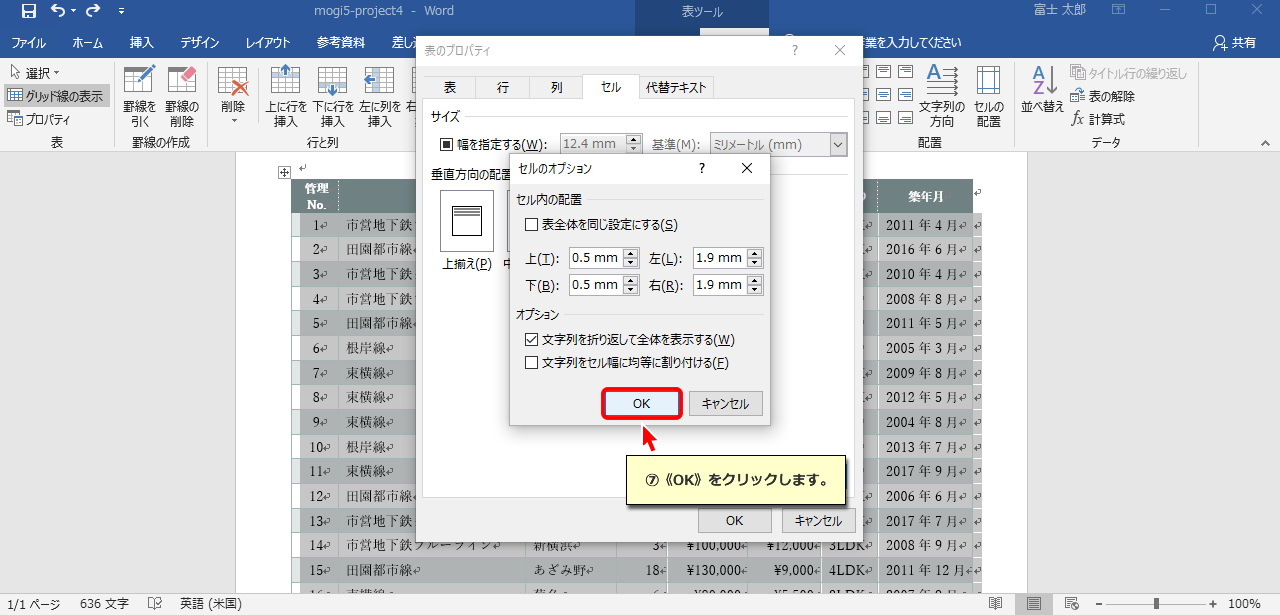 mogi5-project4 - Word
表ツール
富士 太郎
ファイル ホーム 挿入 デザイン レイアウト 参考資料 差し 作業を入力してください 共有
選択
グリッド線の表示
プロパティ
表
罫線を引く
罫線の削除
罫線の作成
削除
上に行を挿入
下に行を挿入
左に列を挿入
行と列
文字列の方向
セルの配置
配置
並べ替え
タイトル行の繰り返し
表の解除
計算式
データ
表のプロパティ
表 行 列 セル 代替テキスト
サイズ
幅を指定する(W): 12.4 mm 基準(M): ミリメートル (mm)
垂直方向の配置
上揃え(P)
セルのオプション
セル内の配置
表全体を同じ設定にする(S)
上(T): 0.5 mm 左(L): 1.9 mm
下(B): 0.5 mm 右(R): 1.9 mm
オプション
文字列を折り返して全体を表示する(W)
文字列をセル幅に均等に割り付ける(F)
OK キャンセル
⑦《OK》をクリックします。
OK キャンセル
管理No. 築年月
1 市営地下鉄 2011 年 4 月
2 田園都市線 2016 年 6 月
3 市営地下鉄 2010 年 4 月
4 市営地下鉄 2008 年 8 月
5 田園都市線 2011 年 5 月
6 根岸線 2005 年 3 月
7 東横線 2009 年 8 月
8 東横線 2012 年 5 月
9 東横線 2004 年 8 月
10 根岸線 2013 年 7 月
11 東横線 2017 年 9 月
12 田園都市線 2006 年 6 月
13 市営地下鉄 2017 年 7 月
14 市営地下鉄ブルーライン 新横浜 3 ¥100,000 ¥12,000 3LDK 2008 年 9 月
15 田園都市線 あざみ野 18 ¥130,000 ¥9,000 4LDK 2011 年 12 月
1/1 ページ 636 文字 英語 (米国) 100%